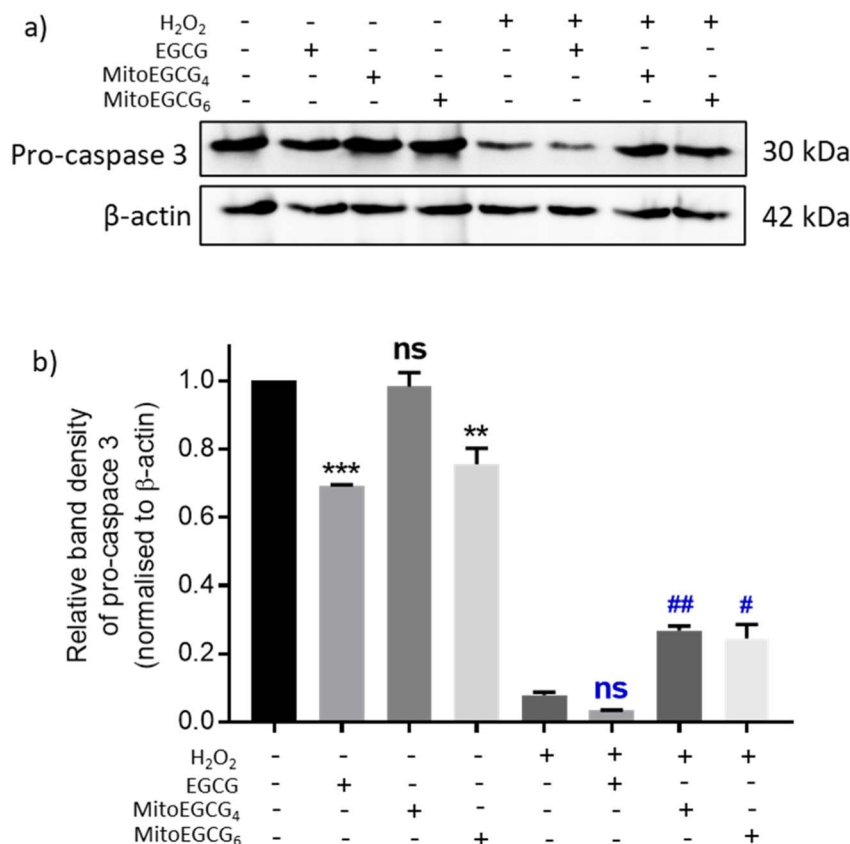 a)
H₂O₂ - - - - + + + +
EGCG - + - - - + - -
MitoEGCG₄ - - + - - - + -
MitoEGCG₆ - - - + - - - +
Pro-caspase 3 30 kDa
β-actin 42 kDa
b)
Relative band density
of pro-caspace 3
(normalised to β-actin)
1.0
0.8
0.6
0.4
0.2
0.0
***
ns
**
ns
##
#
H₂O₂ - - - - + + + +
EGCG - + - - - + - -
MitoEGCG₄ - - + - - - + -
MitoEGCG₆ - - - + - - - +